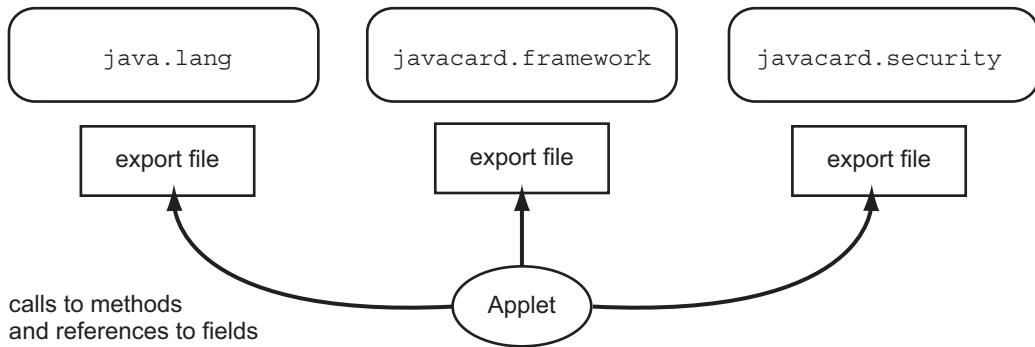 java.lang
javacard.framework
javacard.security
export file
export file
export file
Applet
calls to methods
and references to fields